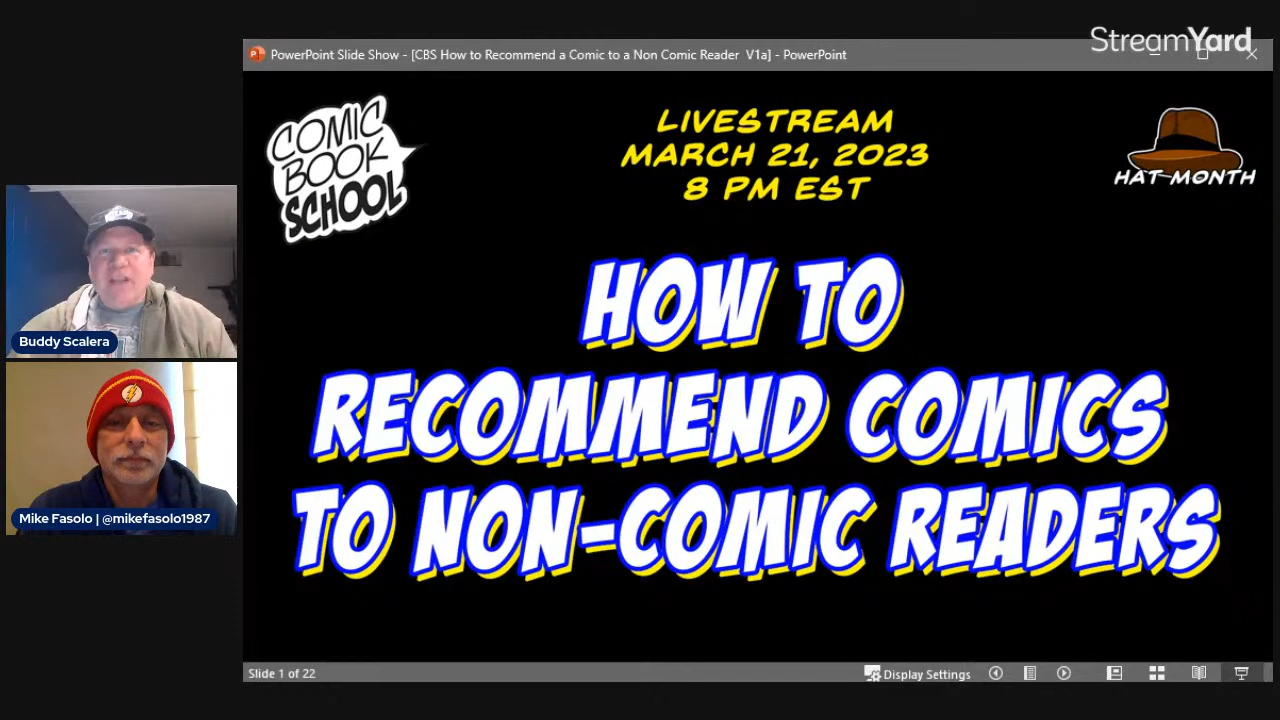 StreamYard
PowerPoint Slide Show - [CBS How to Recommend a Comic to a Non Comic Reader  V1a] - PowerPoint
COMIC
BOOK
SCHOOL
LIVESTREAM
MARCH 21, 2023
8 PM EST
HAT MONTH
HOW TO
RECOMMEND COMICS
TO NON-COMIC READERS
Buddy Scalera
Mike Fasolo | @mikefasolo1987
Slide 1 of 22
Display Settings